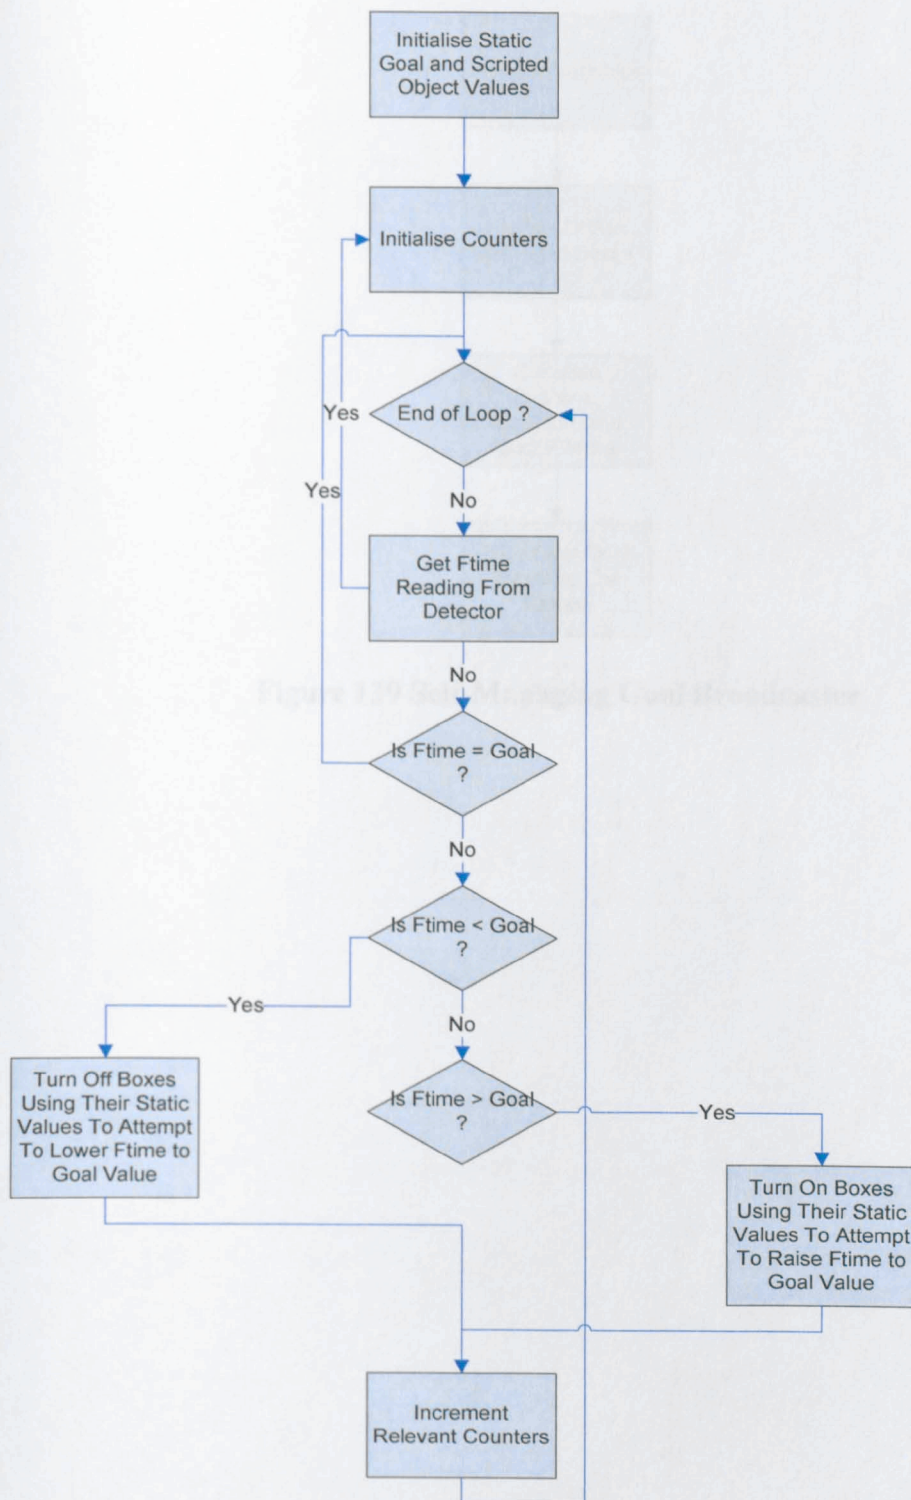 Initialise Static
Goal and Scripted
Object Values
Initialise Counters
End of Loop ?
Yes
Yes
No
Get Ftime
Reading From
Detector
No
Is Ftime = Goal
?
No
Is Ftime < Goal
?
Yes
No
Turn Off Boxes
Using Their Static
Values To Attempt
To Lower Ftime to
Goal Value
Is Ftime > Goal
?
Yes
Turn On Boxes
Using Their Static
Values To Attempt
To Raise Ftime to
Goal Value
Increment
Relevant Counters